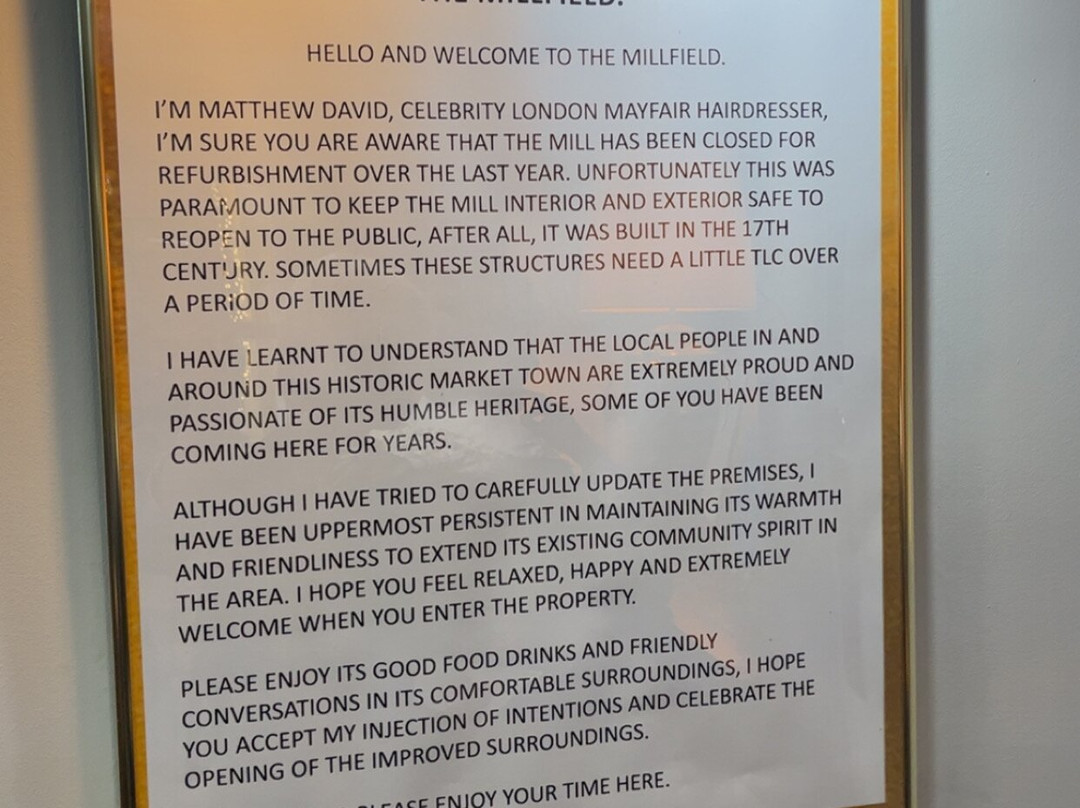 THE MILLFIELD.
HELLO AND WELCOME TO THE MILLFIELD.
I'M MATTHEW DAVID, CELEBRITY LONDON MAYFAIR HAIRDRESSER,
I'M SURE YOU ARE AWARE THAT THE MILL HAS BEEN CLOSED FOR
REFURBISHMENT OVER THE LAST YEAR. UNFORTUNATELY THIS WAS
PARAMOUNT TO KEEP THE MILL INTERIOR AND EXTERIOR SAFE TO
REOPEN TO THE PUBLIC, AFTER ALL, IT WAS BUILT IN THE 17TH
CENTURY. SOMETIMES THESE STRUCTURES NEED A LITTLE TLC OVER
A PERIOD OF TIME.
I HAVE LEARNT TO UNDERSTAND THAT THE LOCAL PEOPLE IN AND
AROUND THIS HISTORIC MARKET TOWN ARE EXTREMELY PROUD AND
PASSIONATE OF ITS HUMBLE HERITAGE, SOME OF YOU HAVE BEEN
COMING HERE FOR YEARS.
ALTHOUGH I HAVE TRIED TO CAREFULLY UPDATE THE PREMISES, I
HAVE BEEN UPPERMOST PERSISTENT IN MAINTAINING ITS WARMTH
AND FRIENDLINESS TO EXTEND ITS EXISTING COMMUNITY SPIRIT IN
THE AREA. I HOPE YOU FEEL RELAXED, HAPPY AND EXTREMELY
WELCOME WHEN YOU ENTER THE PROPERTY.
PLEASE ENJOY ITS GOOD FOOD DRINKS AND FRIENDLY
CONVERSATIONS IN ITS COMFORTABLE SURROUNDINGS, I HOPE
YOU ACCEPT MY INJECTION OF INTENTIONS AND CELEBRATE THE
OPENING OF THE IMPROVED SURROUNDINGS.
PLEASE ENJOY YOUR TIME HERE.